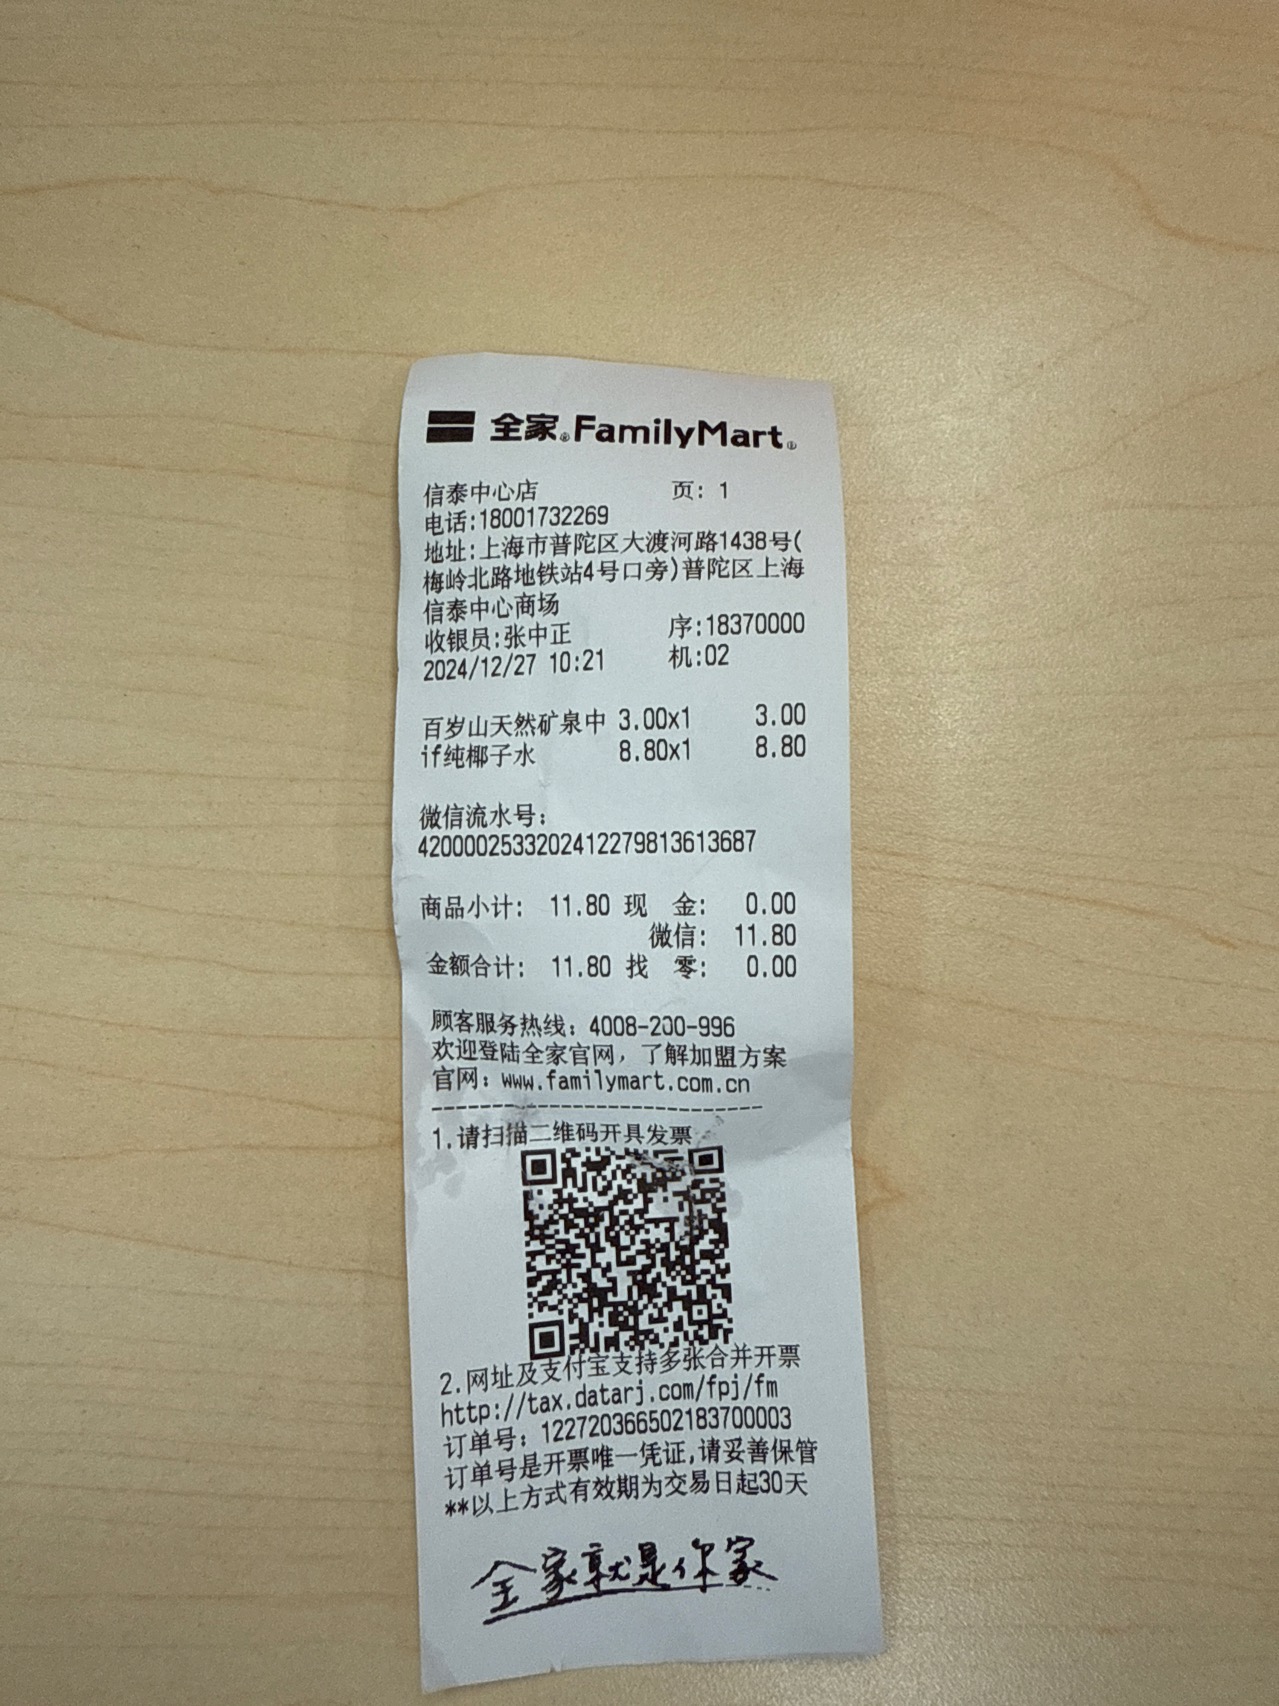 全家®FamilyMart®
信泰中心店 页: 1
电话:18001732269
地址:上海市普陀区大渡河路1438号(
梅岭北路地铁站4号口旁)普陀区上海
信泰中心商场
收银员:张中正 序:18370000
2024/12/27 10:21 机:02
百岁山天然矿泉中 3.00x1 3.00
if纯椰子水 8.80x1 8.80
微信流水号:
4200002533202412279813613687
商品小计: 11.80 现 金: 0.00
微信: 11.80
金额合计: 11.80 找 零: 0.00
顾客服务热线: 4008-200-996
欢迎登陆全家官网, 了解加盟方案
官网: www.familymart.com.cn
1.请扫描二维码开具发票
2.网址及支付宝支持多张合并开票
http://tax.datarj.com/fpj/fm
订单号: 122720366502183700003
订单号是开票唯一凭证,请妥善保管
**以上方式有效期为交易日起30天
全家就是你家